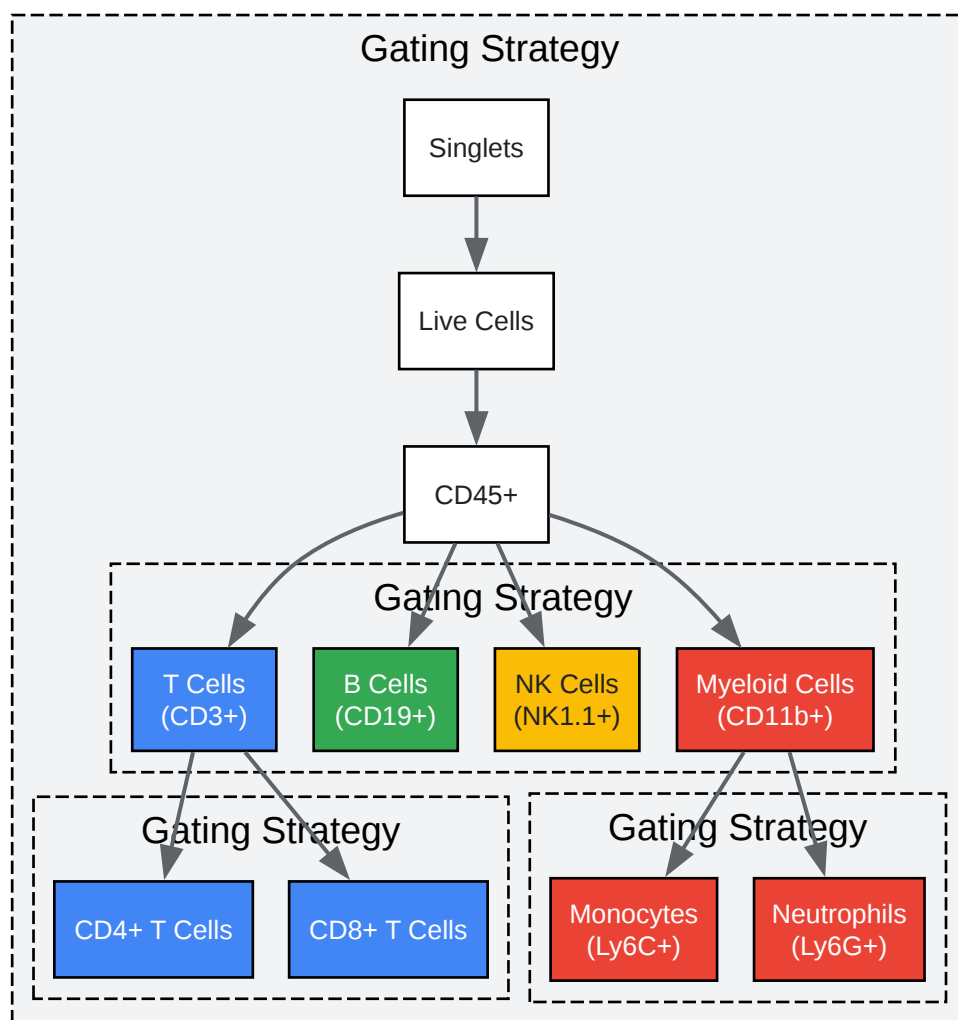 Gating Strategy
Singlets
Live Cells
CD45+
Gating Strategy
T Cells
(CD3+)
B Cells
(CD19+)
NK Cells
(NK1.1+)
Myeloid Cells
(CD11b+)
Gating Strategy
CD4+ T Cells
CD8+ T Cells
Gating Strategy
Monocytes
(Ly6C+)
Neutrophils
(Ly6G+)